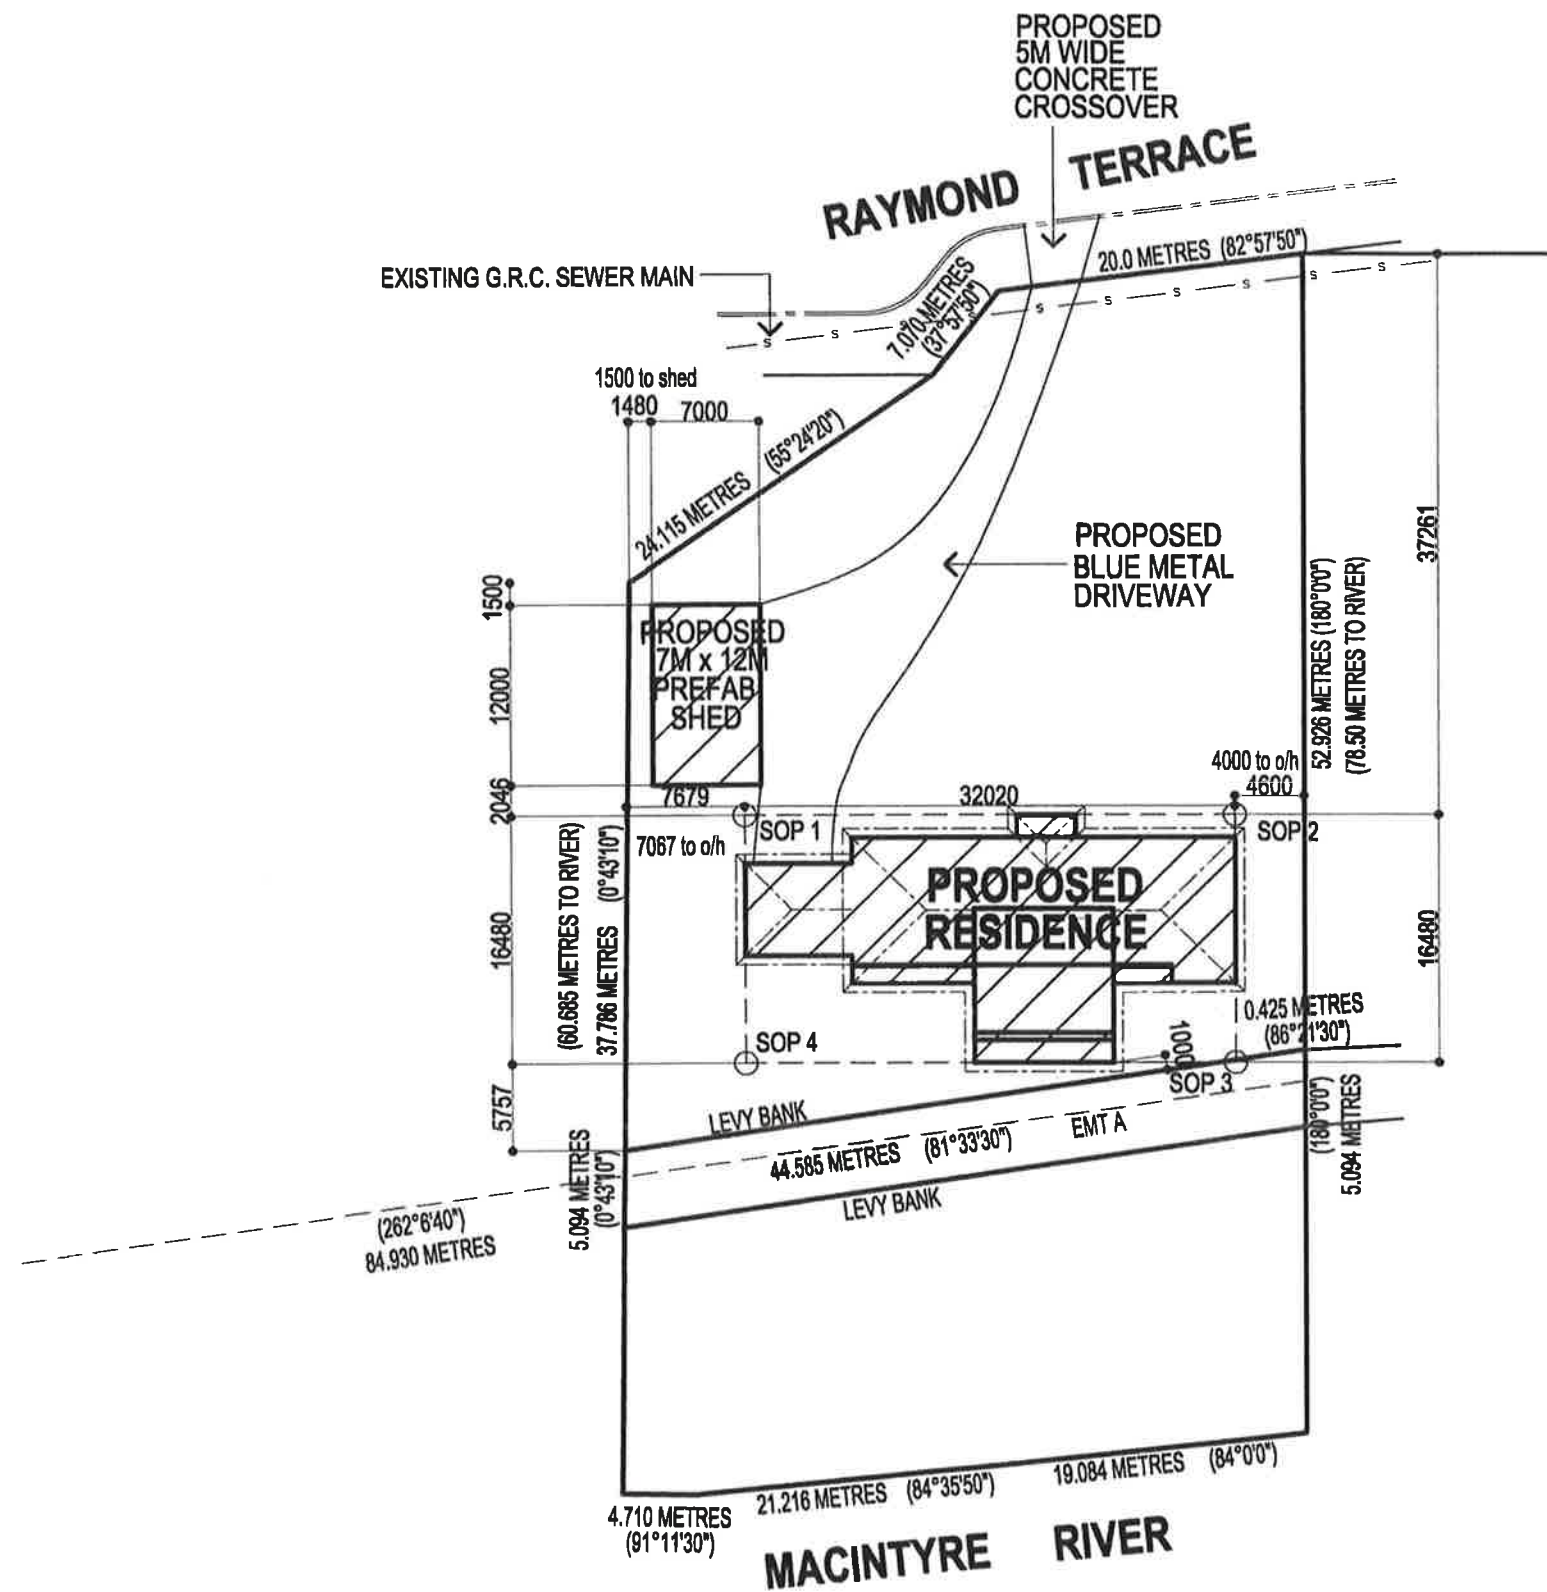 PROPOSED
5M WIDE
CONCRETE
CROSSOVER
RAYMOND TERRACE
EXISTING G.R.C. SEWER MAIN
20.0 METRES (82°57'50")
7.070 METRES
(37°57'50")
S S S S S S S S S
1500 to shed
1480 7000
24.115 METRES (55°24'20")
37261
PROPOSED
BLUE METAL
DRIVEWAY
52.926 METRES (180°0'0")
(78.50 METRES TO RIVER)
1500
12000
2046
16480
5757
PROPOSED
7M x 12M
PREFAB
SHED
4000 to o/h
4600
7679 32020
SOP 1
SOP 2
7067 to o/h
(60.685 METRES TO RIVER)
37.786 METRES (0°43'10")
PROPOSED
RESIDENCE
16480
0.425 METRES
(86°21'30")
SOP 4
1000
SOP 3
LEVY BANK
EMT A
44.585 METRES (81°33'30")
LEVY BANK
5.094 METRES
(0°43'10")
(180°0'0")
5.094 METRES
(262°6'40")
84.930 METRES
4.710 METRES
(91°11'30")
21.216 METRES (84°35'50")
19.084 METRES (84°0'0")
MACINTYRE RIVER